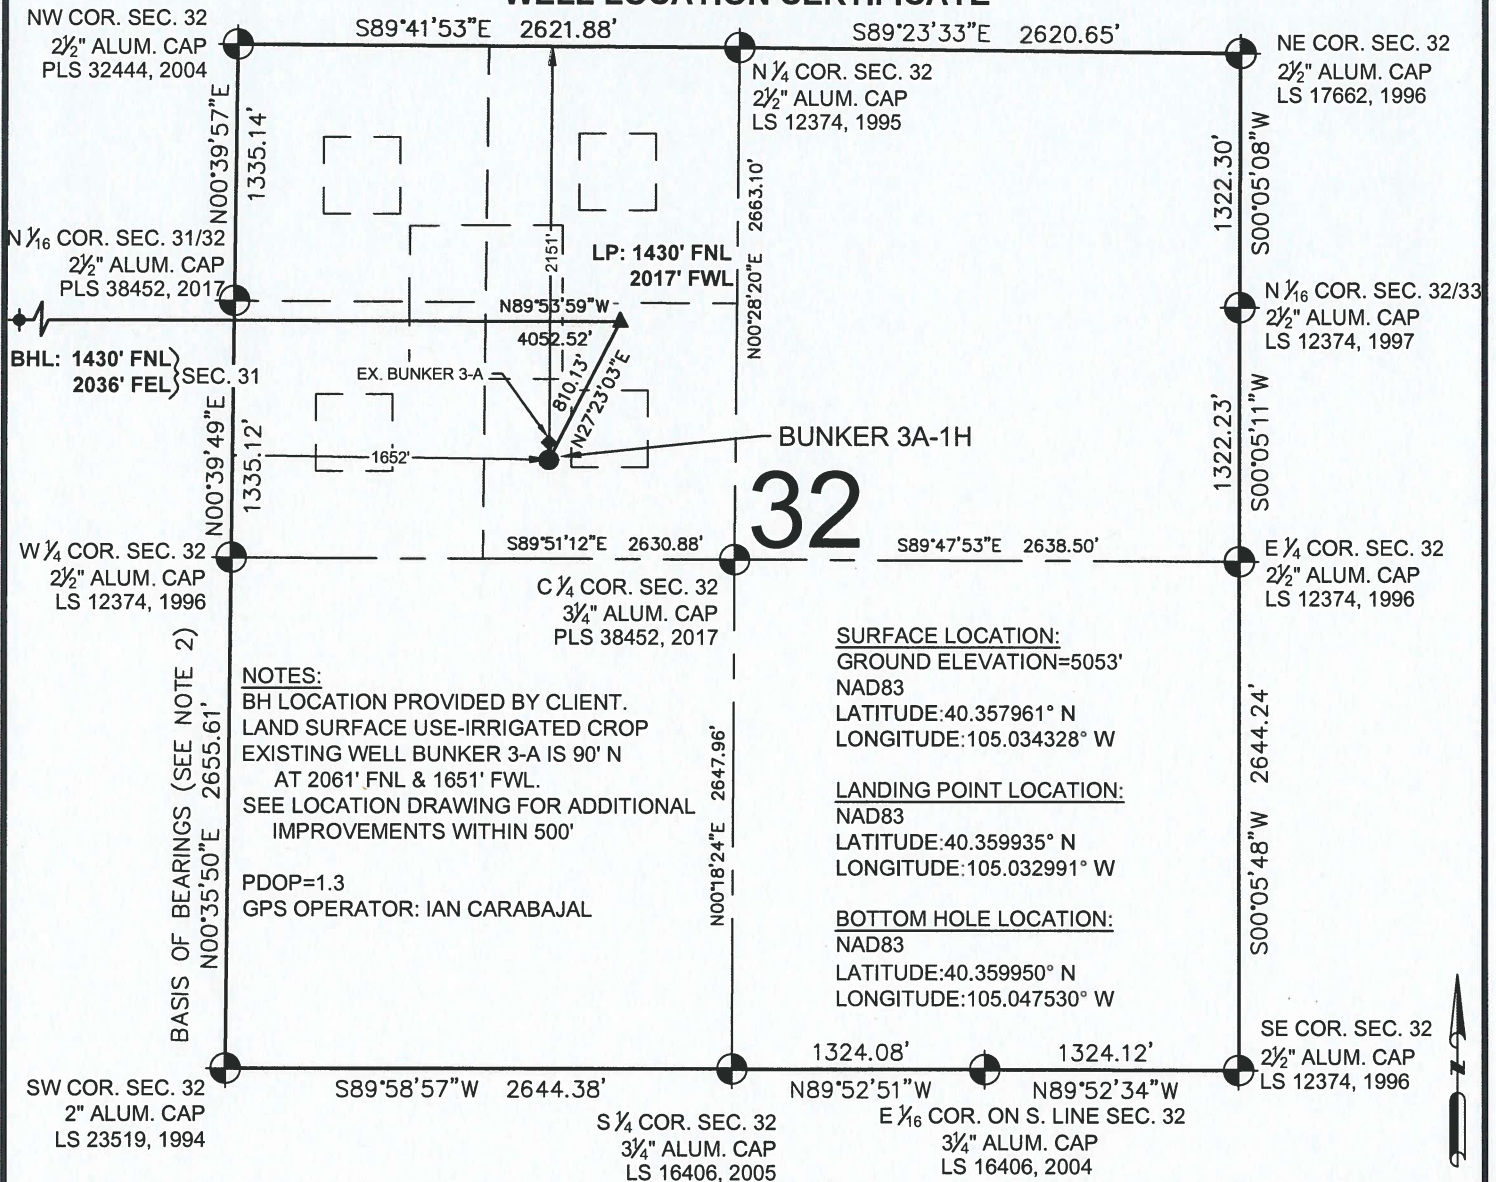 WELL LOCATION CERTIFICATE
NW COR. SEC. 32
2½" ALUM. CAP
PLS 32444, 2004
S89°41'53"E 2621.88'
S89°23'33"E 2620.65'
NE COR. SEC. 32
2½" ALUM. CAP
LS 17662, 1996
N ¼ COR. SEC. 32
2½" ALUM. CAP
LS 12374, 1995
N00°39'57"E
1335.14'
2663.10'
N00°28'20"E
1322.30'
S00°05'08"W
N 1⁄16 COR. SEC. 31/32
2½" ALUM. CAP
PLS 38452, 2017
2151'
LP: 1430' FNL
2017' FWL
N89°53'59"W
4052.52'
N 1⁄16 COR. SEC. 32/33
2½" ALUM. CAP
LS 12374, 1997
BHL: 1430' FNL
2036' FEL
SEC. 31
EX. BUNKER 3-A
810.13'
N27°23'03"E
N00°39'49"E
1335.12'
1652'
BUNKER 3A-1H
32
1322.23'
S00°05'11"W
W ¼ COR. SEC. 32
2½" ALUM. CAP
LS 12374, 1996
S89°51'12"E 2630.88'
S89°47'53"E 2638.50'
E ¼ COR. SEC. 32
2½" ALUM. CAP
LS 12374, 1996
C ¼ COR. SEC. 32
3¼" ALUM. CAP
PLS 38452, 2017
BASIS OF BEARINGS (SEE NOTE 2)
N00°35'50"E 2655.61'
NOTES:
BH LOCATION PROVIDED BY CLIENT.
LAND SURFACE USE-IRRIGATED CROP
EXISTING WELL BUNKER 3-A IS 90' N
AT 2061' FNL & 1651' FWL.
SEE LOCATION DRAWING FOR ADDITIONAL
IMPROVEMENTS WITHIN 500'
PDOP=1.3
GPS OPERATOR: IAN CARABAJAL
N00°18'24"E 2647.96'
SURFACE LOCATION:
GROUND ELEVATION=5053'
NAD83
LATITUDE:40.357961° N
LONGITUDE:105.034328° W
LANDING POINT LOCATION:
NAD83
LATITUDE:40.359935° N
LONGITUDE:105.032991° W
BOTTOM HOLE LOCATION:
NAD83
LATITUDE:40.359950° N
LONGITUDE:105.047530° W
S00°05'48"W 2644.24'
N
SW COR. SEC. 32
2" ALUM. CAP
LS 23519, 1994
S89°58'57"W 2644.38'
S ¼ COR. SEC. 32
3¼" ALUM. CAP
LS 16406, 2005
1324.08'
N89°52'51"W
1324.12'
N89°52'34"W
E 1⁄16 COR. ON S. LINE SEC. 32
3¼" ALUM. CAP
LS 16406, 2004
SE COR. SEC. 32
2½" ALUM. CAP
LS 12374, 1996